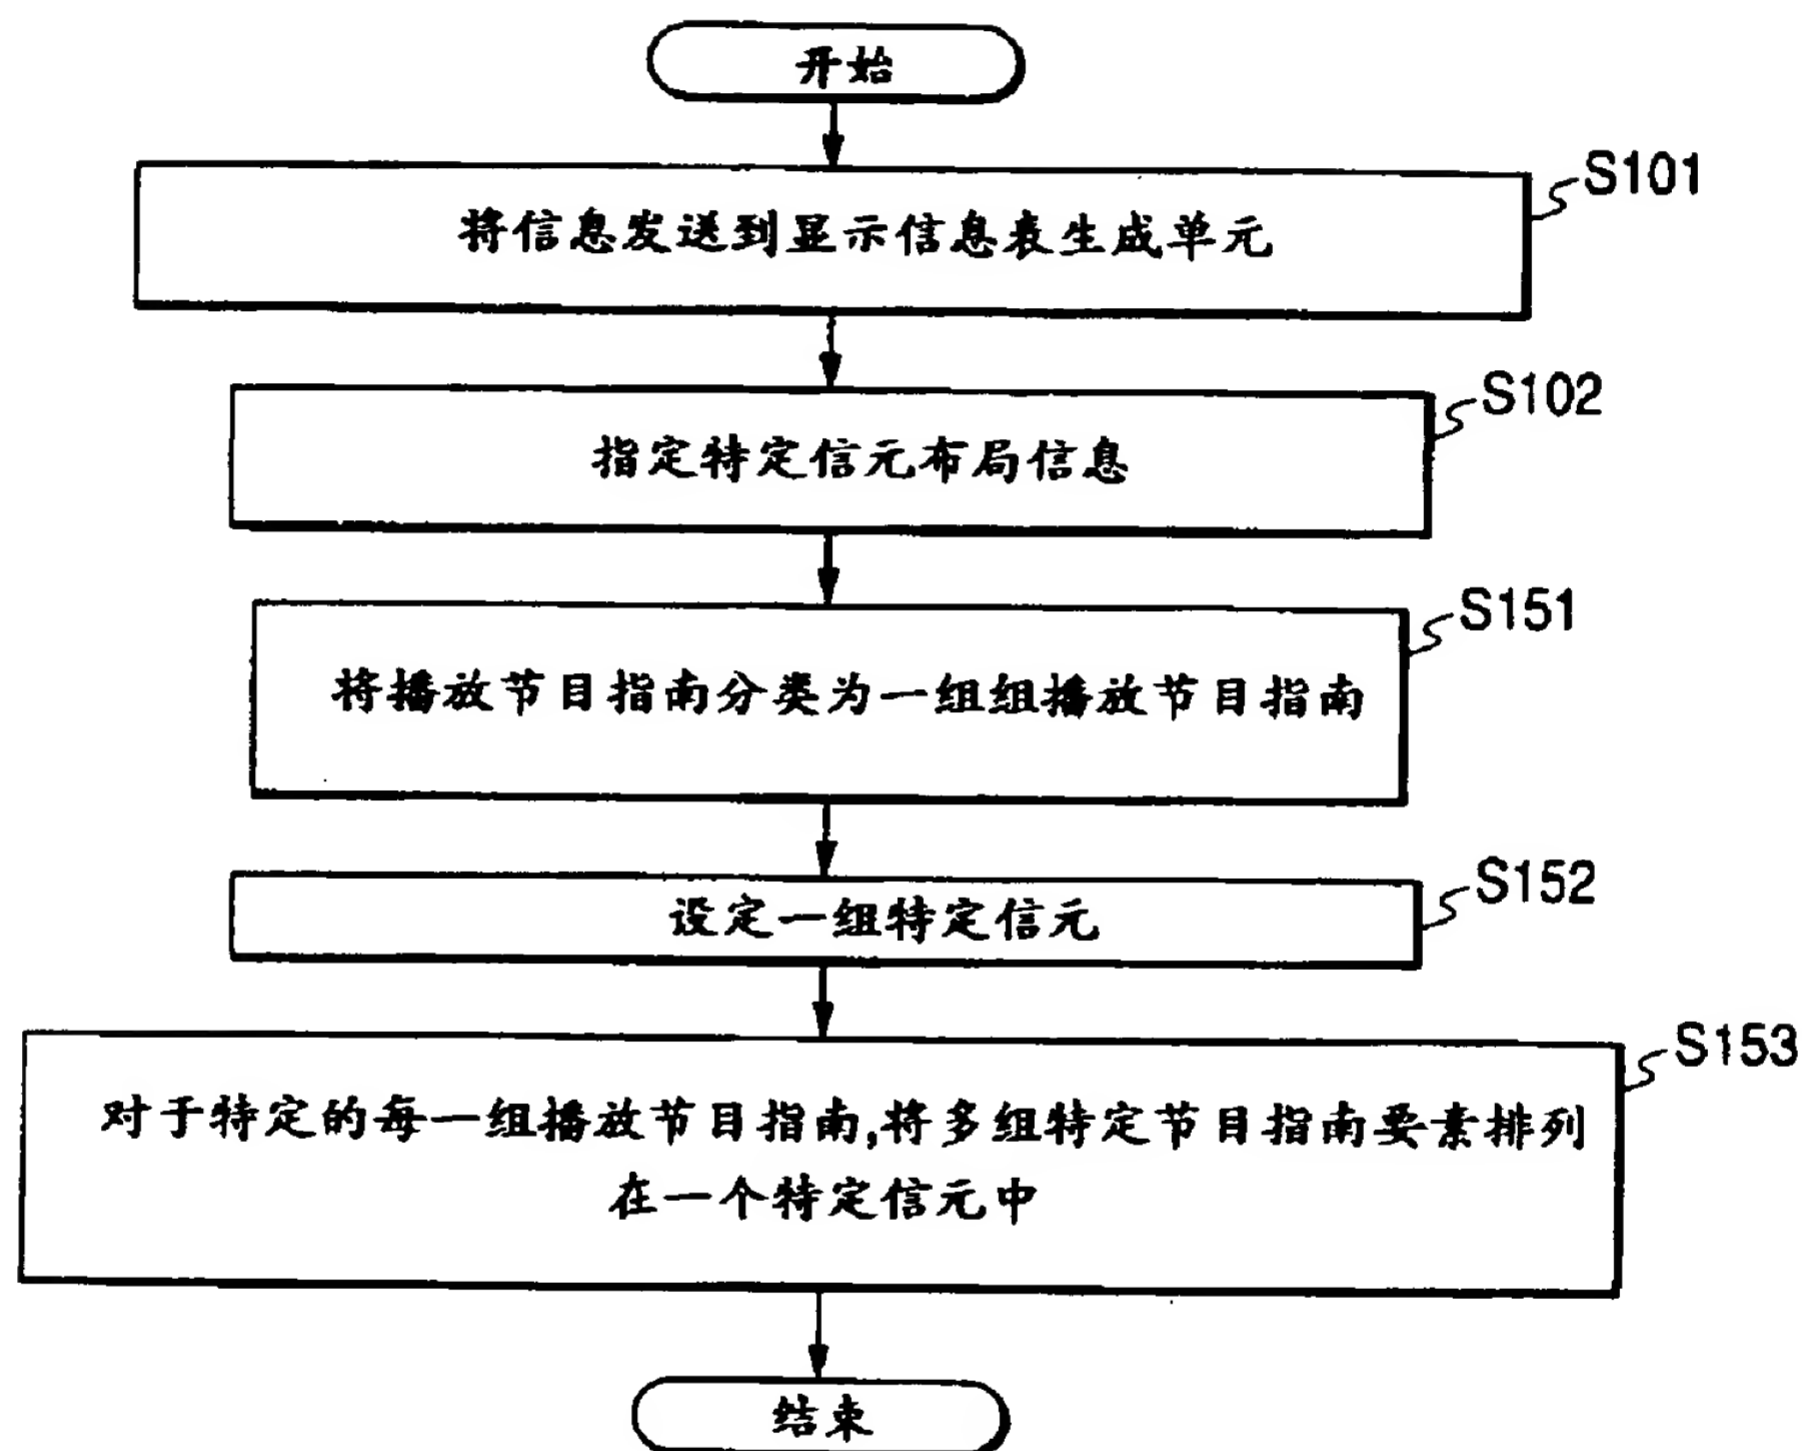 开始
S101
将信息发送到显示信息表生成单元
S102
指定特定信元布局信息
S151
将播放节目指南分类为一组组播放节目指南
S152
设定一组特定信元
S153
对于特定的每一组播放节目指南,将多组特定节目指南要素排列
在一个特定信元中
结束